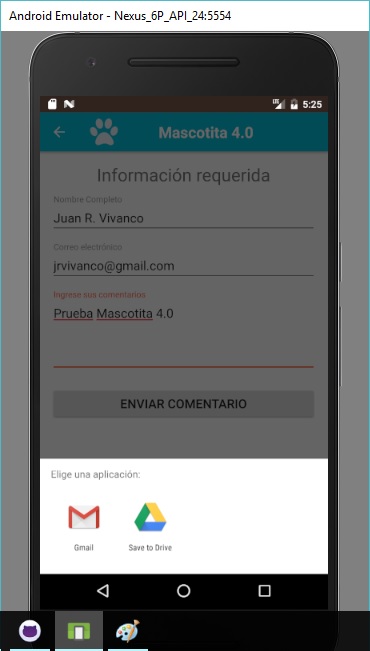 Android Emulator - Nexus_6P_API_24:5554
5:25
Mascotita 4.0
Información requerida
Nombre Completo
Juan R. Vivanco
Correo electrónico
jrvivanco@gmail.com
Ingrese sus comentarios
Prueba Mascotita 4.0
ENVIAR COMENTARIO
Elige una aplicación:
Gmail
Save to Drive